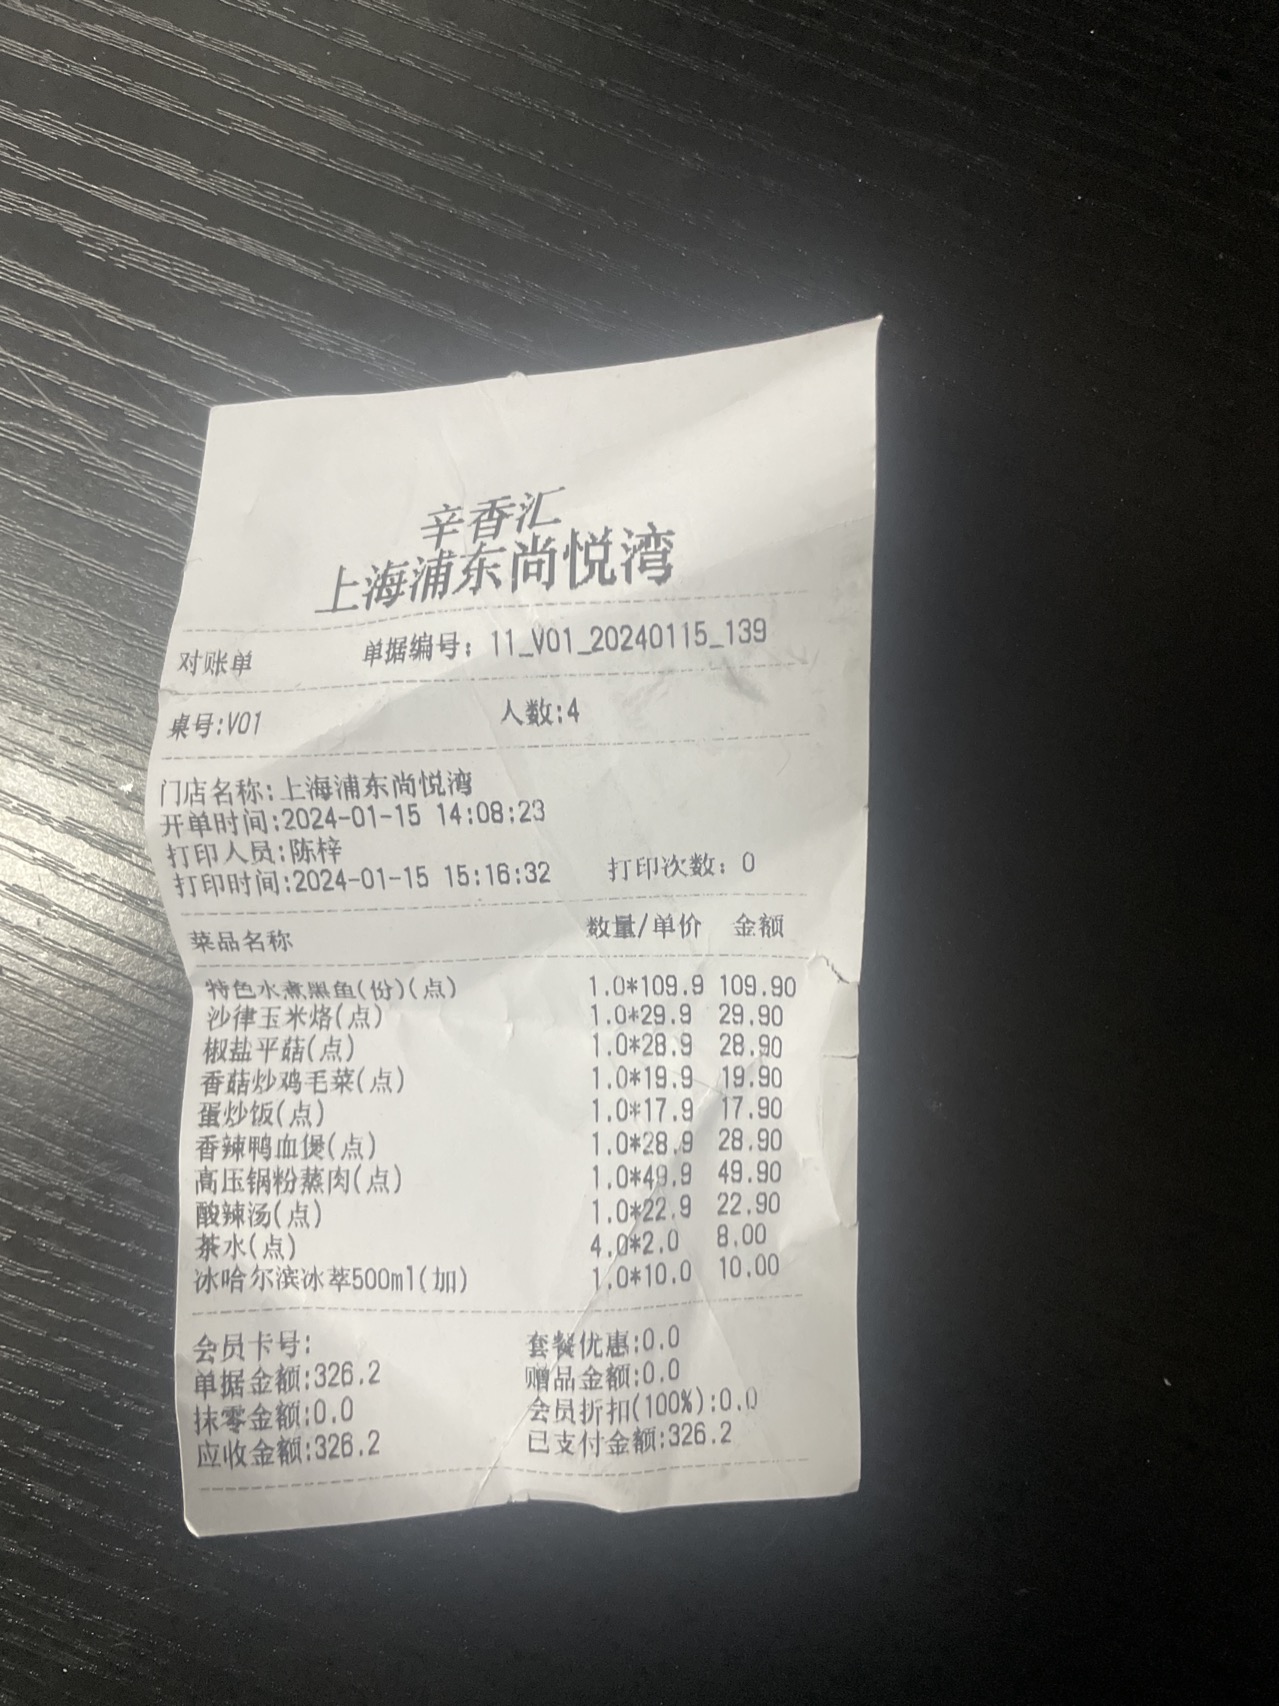 辛香汇
上海浦东尚悦湾
对账单 单据编号: 11_V01_20240115_139
桌号:V01 人数:4
门店名称:上海浦东尚悦湾
开单时间:2024-01-15 14:08:23
打印人员:陈梓
打印时间:2024-01-15 15:16:32 打印次数: 0
菜品名称 数量/单价 金额
特色水煮黑鱼(份)(点) 1.0*109.9 109.90
沙律玉米烙(点) 1.0*29.9 29.90
椒盐平菇(点) 1.0*28.9 28.90
香菇炒鸡毛菜(点) 1.0*19.9 19.90
蛋炒饭(点) 1.0*17.9 17.90
香辣鸭血煲(点) 1.0*28.9 28.90
高压锅粉蒸肉(点) 1.0*49.9 49.90
酸辣汤(点) 1.0*22.9 22.90
茶水(点) 4.0*2.0 8.00
冰哈尔滨冰萃500ml(加) 1.0*10.0 10.00
会员卡号: 套餐优惠:0.0
单据金额:326.2 赠品金额:0.0
抹零金额:0.0 会员折扣(100%):0.0
应收金额:326.2 已支付金额:326.2